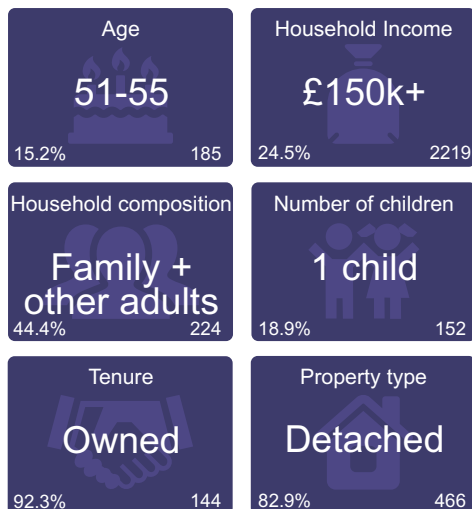 Age
51-55
15.2% 185
Household Income
£150k+
24.5% 2219
Household composition
Family +
other adults
44.4% 224
Number of children
1 child
18.9% 152
Tenure
Owned
92.3% 144
Property type
Detached
82.9% 466